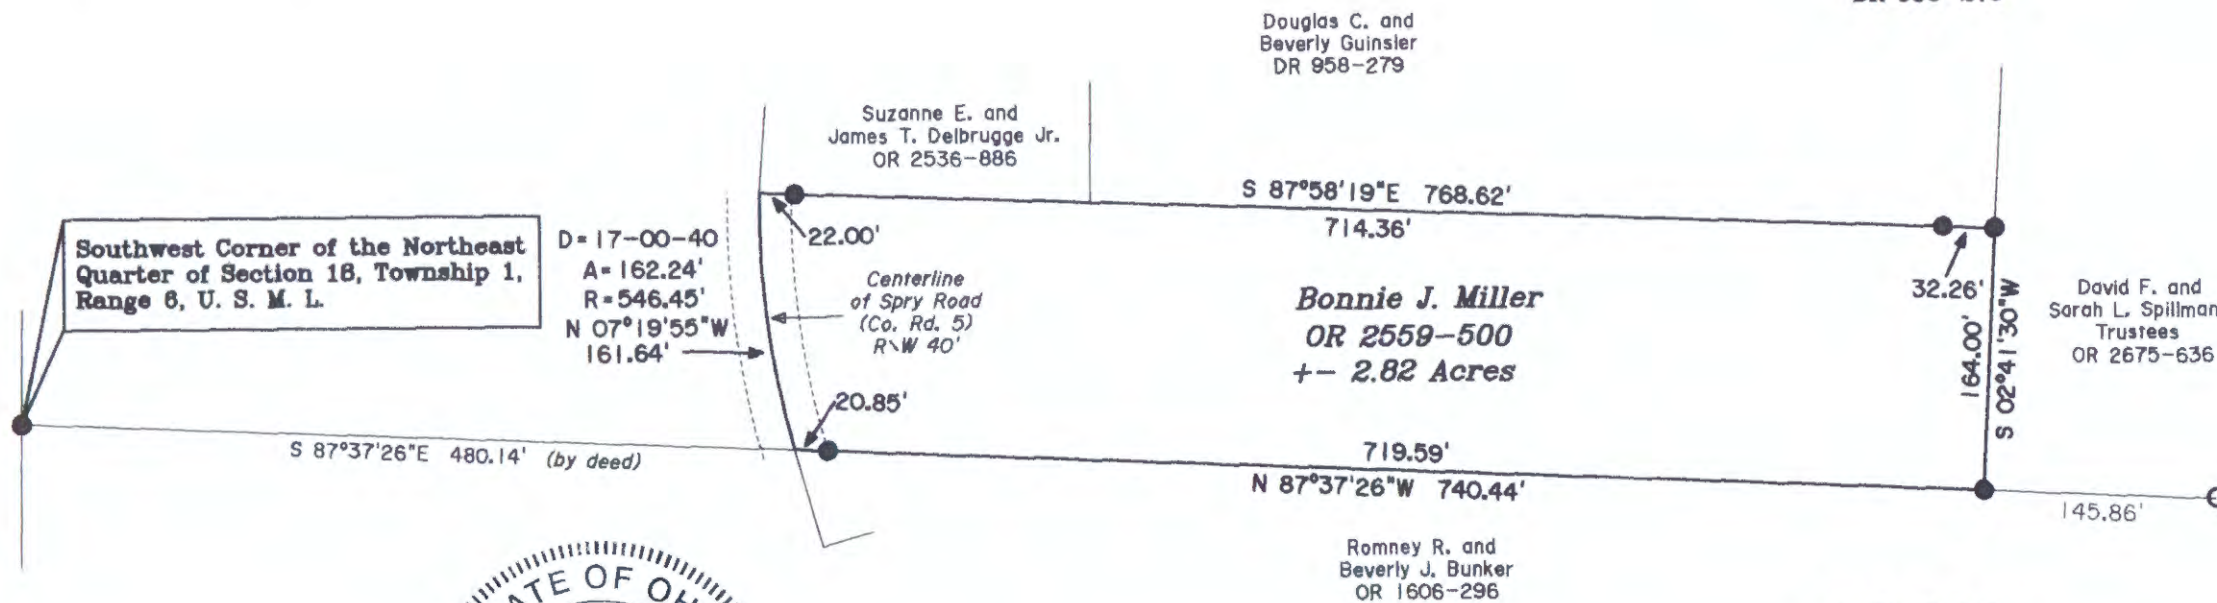 Douglas C. and
Beverly Guinsler
DR 958-279
Suzanne E. and
James T. Delbrugge Jr.
OR 2536-886
S 87°58'19"E 768.62'
714.36'
Southwest Corner of the Northeast
Quarter of Section 18, Township 1,
Range 6, U. S. M. L.
D= 17-00-40
A= 162.24'
R= 546.45'
N 07°19'55"W
161.64'
22.00'
Centerline
of Spry Road
(Co. Rd. 5)
R\W 40'
20.85'
Bonnie J. Miller
OR 2559-500
+- 2.82 Acres
32.26'
164.00'
S 02°41'30"W
David F. and
Sarah L. Spillman
Trustees
OR 2675-636
S 87°37'26"E 480.14' (by deed)
719.59'
N 87°37'26"W 740.44'
145.86'
Romney R. and
Beverly J. Bunker
OR 1606-296
OF